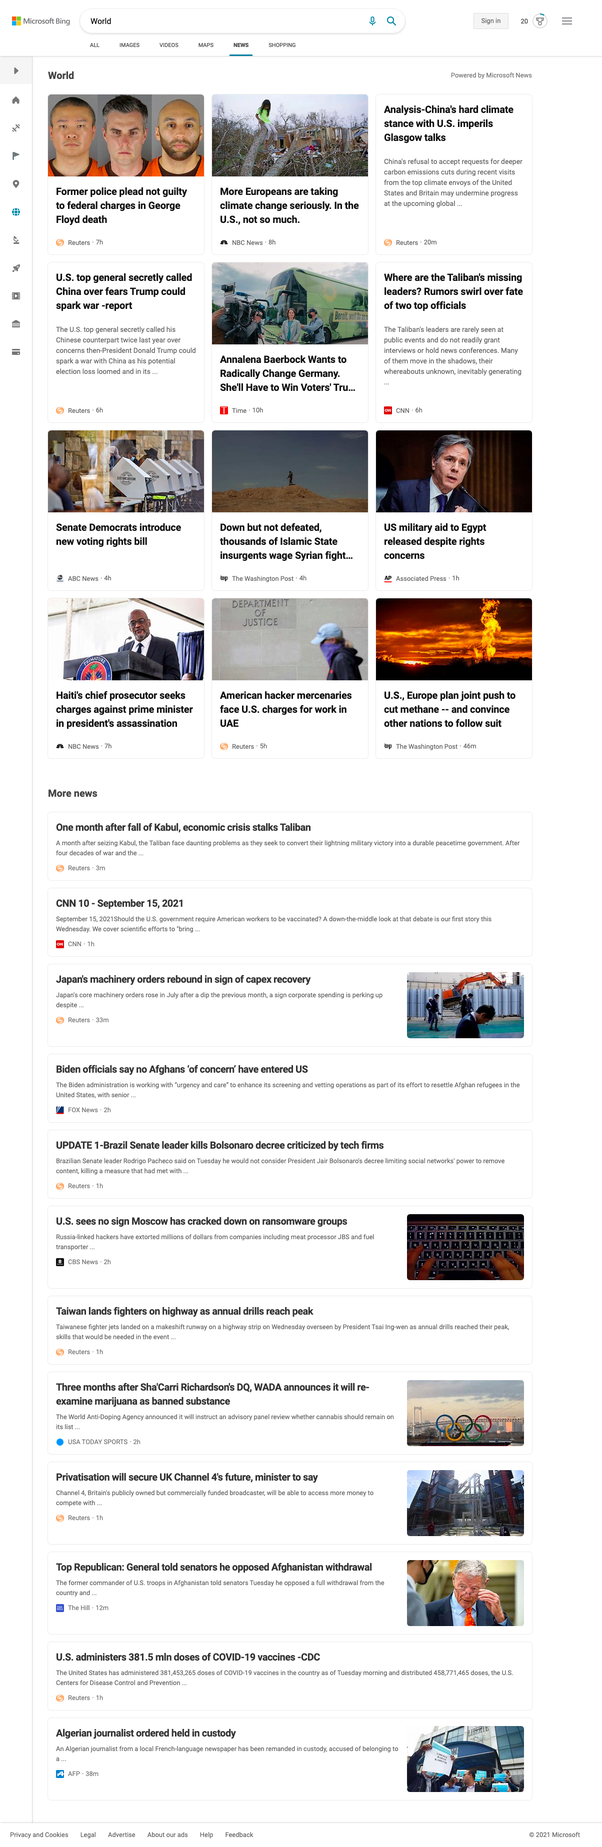 Microsoft Bing
World
Sign in
20
ALL IMAGES VIDEOS MAPS NEWS SHOPPING
World
Powered by Microsoft News
Former police plead not guilty
to federal charges in George
Floyd death
Reuters · 7h
More Europeans are taking
climate change seriously. In the
U.S., not so much.
NBC News · 8h
Analysis-China's hard climate
stance with U.S. imperils
Glasgow talks
China's refusal to accept requests for deeper
carbon emissions cuts during recent visits
from the top climate envoys of the United
States and Britain may undermine progress
at the upcoming global ...
Reuters · 20m
U.S. top general secretly called
China over fears Trump could
spark war -report
The U.S. top general secretly called his
Chinese counterpart twice last year over
concerns then-President Donald Trump could
spark a war with China as his potential
election loss loomed and in its ...
Reuters · 6h
Annalena Baerbock Wants to
Radically Change Germany.
She'll Have to Win Voters' Tru...
Time · 10h
Where are the Taliban's missing
leaders? Rumors swirl over fate
of two top officials
The Taliban's leaders are rarely seen at
public events and do not readily grant
interviews or hold news conferences. Many
of them move in the shadows, their
whereabouts unknown, inevitably generating
...
CNN · 6h
Senate Democrats introduce
new voting rights bill
ABC News · 4h
Down but not defeated,
thousands of Islamic State
insurgents wage Syrian fight...
The Washington Post · 4h
US military aid to Egypt
released despite rights
concerns
AP Associated Press · 1h
Haiti's chief prosecutor seeks
charges against prime minister
in president's assassination
NBC News · 7h
DEPARTMENT
OF
JUSTICE
American hacker mercenaries
face U.S. charges for work in
UAE
Reuters · 5h
U.S., Europe plan joint push to
cut methane -- and convince
other nations to follow suit
The Washington Post · 46m
More news
One month after fall of Kabul, economic crisis stalks Taliban
A month after seizing Kabul, the Taliban face daunting problems as they seek to convert their lightning military victory into a durable peacetime government. After
four decades of war and the ...
Reuters · 3m
CNN 10 - September 15, 2021
September 15, 2021Should the U.S. government require American workers to be vaccinated? A down-the-middle look at that debate is our first story this
Wednesday. We cover scientific efforts to "bring ...
CNN · 1h
Japan's machinery orders rebound in sign of capex recovery
Japan's core machinery orders rose in July after a dip the previous month, a sign corporate spending is perking up
despite ...
Reuters · 33m
Biden officials say no Afghans ‘of concern’ have entered US
The Biden administration is working with "urgency and care" to enhance its screening and vetting operations as part of its effort to resettle Afghan refugees in the
United States, with senior ...
FOX News · 2h
UPDATE 1-Brazil Senate leader kills Bolsonaro decree criticized by tech firms
Brazilian Senate leader Rodrigo Pacheco said on Tuesday he would not consider President Jair Bolsonaro's decree limiting social networks' power to remove
content, killing a measure that had met with ...
Reuters · 1h
U.S. sees no sign Moscow has cracked down on ransomware groups
Russia-linked hackers have extorted millions of dollars from companies including meat processor JBS and fuel
transporter ...
CBS News · 2h
Taiwan lands fighters on highway as annual drills reach peak
Taiwanese fighter jets landed on a makeshift runway on a highway strip on Wednesday overseen by President Tsai Ing-wen as annual drills reached their peak,
skills that would be needed in the event ...
Reuters · 1h
Three months after Sha'Carri Richardson's DQ, WADA announces it will re-
examine marijuana as banned substance
The World Anti-Doping Agency announced it will instruct an advisory panel review whether cannabis should remain on
its list ...
USA TODAY SPORTS · 2h
Privatisation will secure UK Channel 4's future, minister to say
Channel 4, Britain's publicly owned but commercially funded broadcaster, will be able to access more money to
compete with ...
Reuters · 1h
Top Republican: General told senators he opposed Afghanistan withdrawal
The former commander of U.S. troops in Afghanistan told senators Tuesday he opposed a full withdrawal from the
country and ...
The Hill · 12m
U.S. administers 381.5 mln doses of COVID-19 vaccines -CDC
The United States has administered 381,453,265 doses of COVID-19 vaccines in the country as of Tuesday morning and distributed 458,771,465 doses, the U.S.
Centers for Disease Control and Prevention ...
Reuters · 1h
Algerian journalist ordered held in custody
An Algerian journalist from a local French-language newspaper has been remanded in custody, accused of belonging to
a ...
AFP · 38m
Privacy and Cookies Legal Advertise About our ads Help Feedback
© 2021 Microsoft